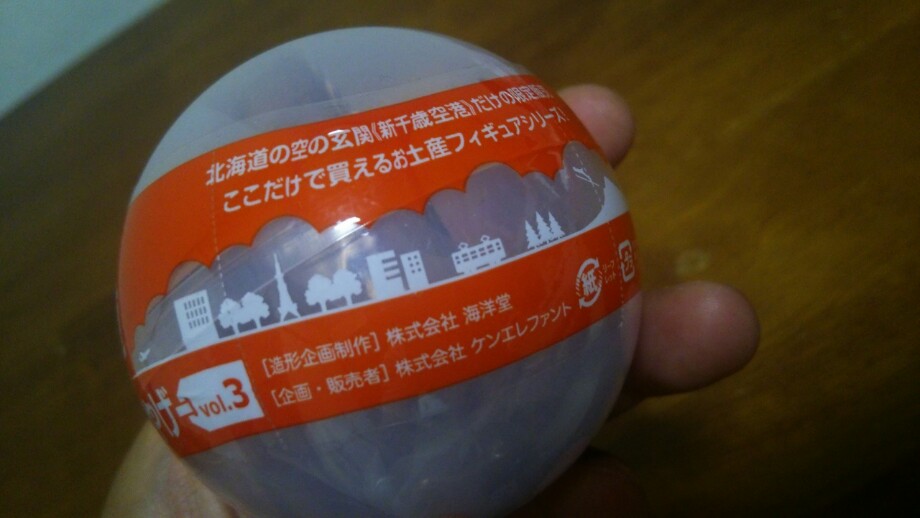 北海道の空の玄関《新千歳空港》だけの限定
ここだけで買えるお土産フィギュアシリーズ
[造形企画制作] 株式会社 海洋堂
[企画・販売者] 株式会社 ケンエレファント
vol.3
紙